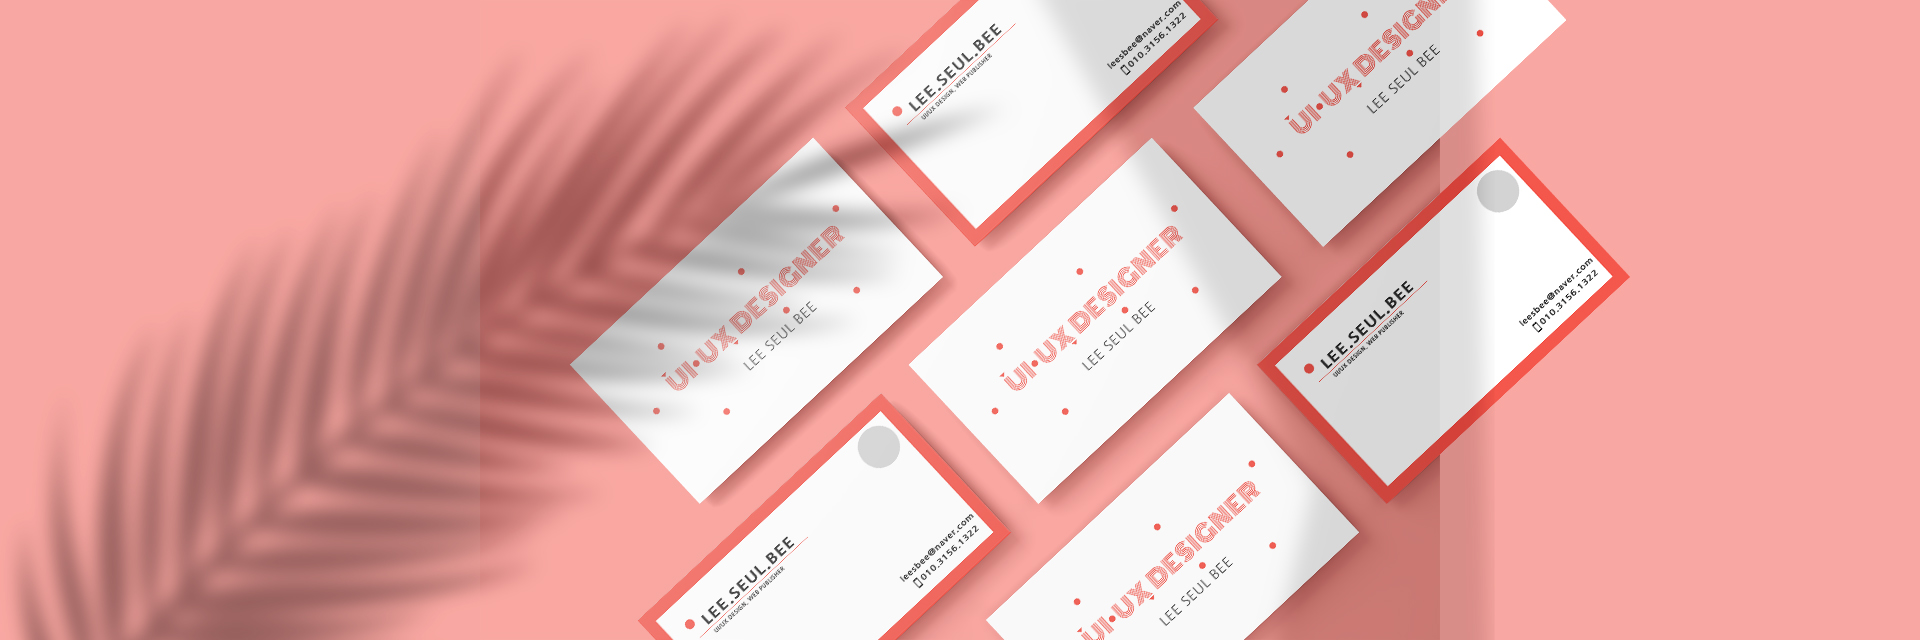 LEE.SEUL.BEE
UI/UX DESIGN, WEB PUBLISHER
leesbee@naver.com
010.3156.1322
UI·UX DESIGNER
LEE SEUL BEE
UI·UX DESIGNER
LEE SEUL BEE
UI·UX DESIGNER
LEE SEUL BEE
LEE.SEUL.BEE
UI/UX DESIGN, WEB PUBLISHER
leesbee@naver.com
010.3156.1322
LEE.SEUL.BEE
UI/UX DESIGN, WEB PUBLISHER
leesbee@naver.com
010.3156.1322
UI·UX DESIGNER
LEE SEUL BEE